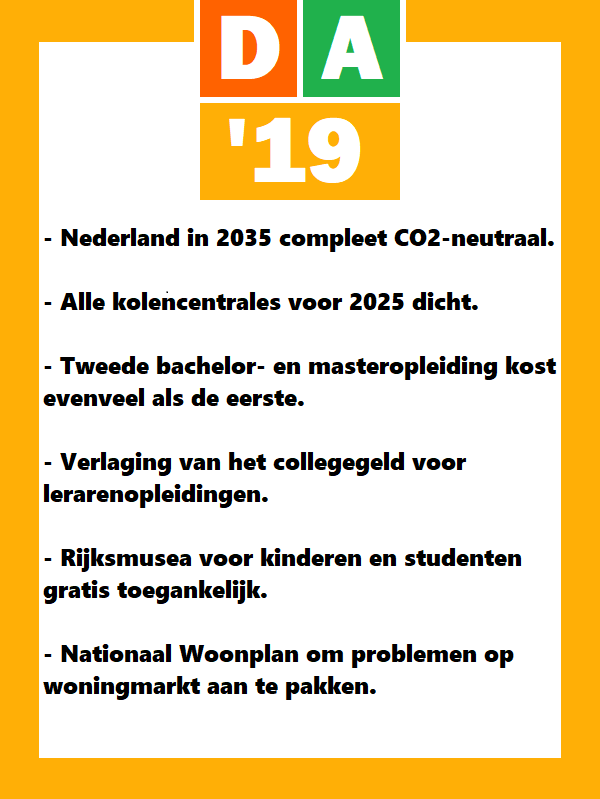 DA
'19
- Nederland in 2035 compleet CO2-neutraal.
- Alle kolencentrales voor 2025 dicht.
- Tweede bachelor- en masteropleiding kost
evenveel als de eerste.
- Verlaging van het collegegeld voor
lerarenopleidingen.
- Rijksmusea voor kinderen en studenten
gratis toegankelijk.
- Nationaal Woonplan om problemen op
woningmarkt aan te pakken.